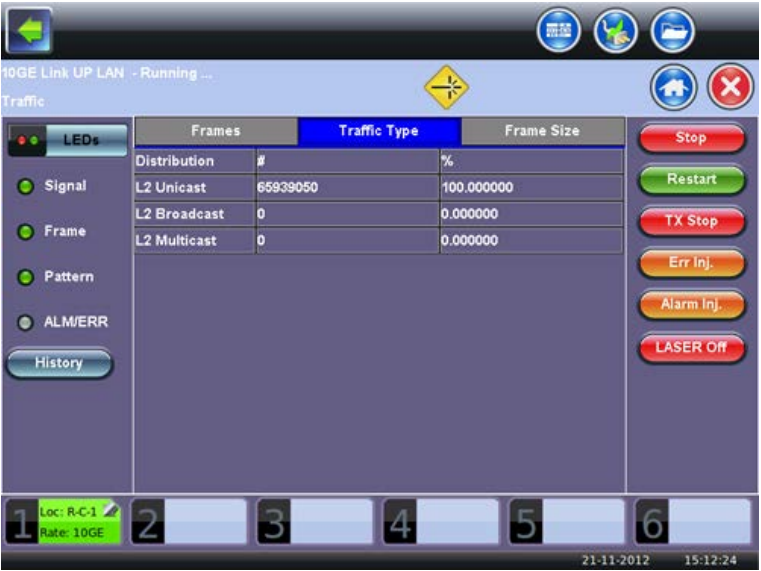 10GE Link UP LAN - Running ...
Traffic
LEDs
Signal
Frame
Pattern
ALM/ERR
History
Frames Traffic Type Frame Size
Distribution # %
L2 Unicast 65939050 100.000000
L2 Broadcast 0 0.000000
L2 Multicast 0 0.000000
Stop
Restart
TX Stop
Err Inj.
Alarm Inj.
LASER Off
1 Loc: R-C-1
Rate: 10GE
2
3
4
5
6
21-11-2012 15:12:24